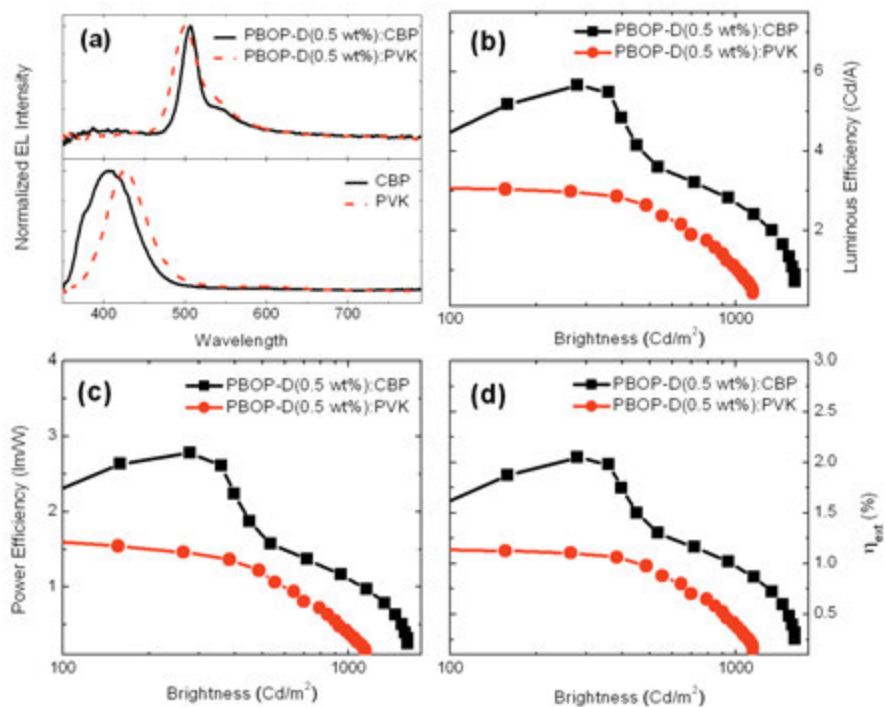 (a)
PBOP-D(0.5 wt%):CBP
PBOP-D(0.5 wt%):PVK
Normalized EL Intensity
CBP
PVK
400 500 600 700
Wavelength
(b)
PBOP-D(0.5 wt%):CBP
PBOP-D(0.5 wt%):PVK
6
4
2
Luminous Efficiency (Cd/A)
100 1000
Brightness (Cd/m²)
(c)
PBOP-D(0.5 wt%):CBP
PBOP-D(0.5 wt%):PVK
Power Efficiency (lm/W)
4
3
2
1
100 1000
Brightness (Cd/m²)
(d)
PBOP-D(0.5 wt%):CBP
PBOP-D(0.5 wt%):PVK
3.0
2.5
2.0
1.5
1.0
0.5
ηext (%)
100 1000
Brightness (Cd/m²)